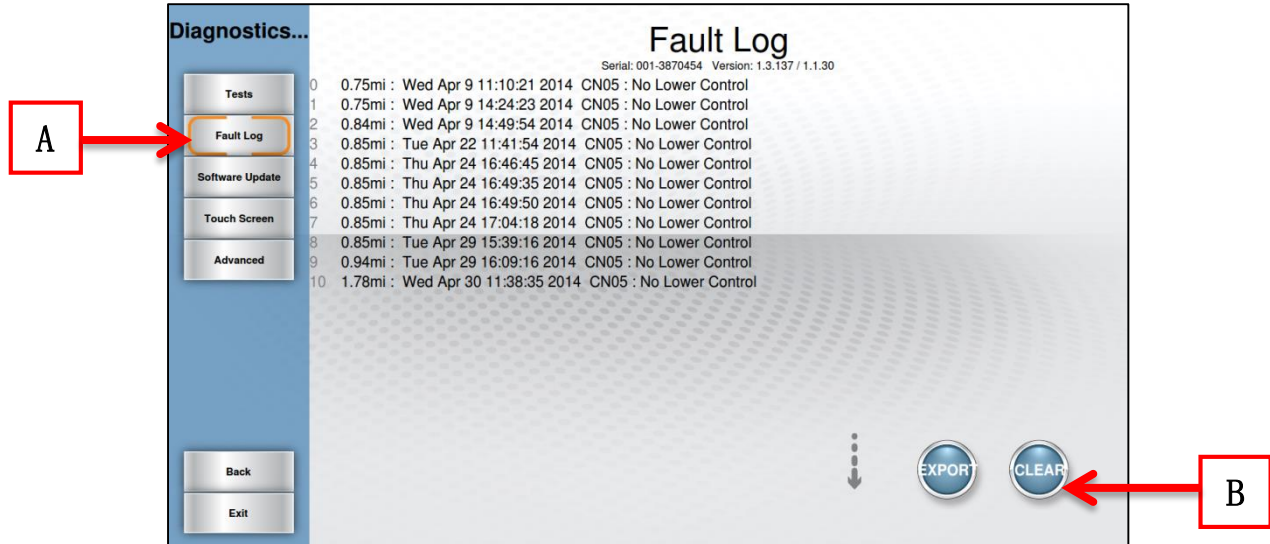 Diagnostics...
Fault Log
Serial: 001-3870454 Version: 1.3.137 / 1.1.30
Tests
Fault Log
Software Update
Touch Screen
Advanced
Back
Exit
0 0.75mi : Wed Apr 9 11:10:21 2014 CN05 : No Lower Control
1 0.75mi : Wed Apr 9 14:24:23 2014 CN05 : No Lower Control
2 0.84mi : Wed Apr 9 14:49:54 2014 CN05 : No Lower Control
3 0.85mi : Tue Apr 22 11:41:54 2014 CN05 : No Lower Control
4 0.85mi : Thu Apr 24 16:46:45 2014 CN05 : No Lower Control
5 0.85mi : Thu Apr 24 16:49:35 2014 CN05 : No Lower Control
6 0.85mi : Thu Apr 24 16:49:50 2014 CN05 : No Lower Control
7 0.85mi : Thu Apr 24 17:04:18 2014 CN05 : No Lower Control
8 0.85mi : Tue Apr 29 15:39:16 2014 CN05 : No Lower Control
9 0.94mi : Tue Apr 29 16:09:16 2014 CN05 : No Lower Control
10 1.78mi : Wed Apr 30 11:38:35 2014 CN05 : No Lower Control
EXPORT
CLEAR
A
B